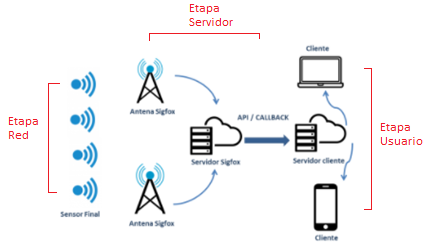 Etapa
Servidor
Cliente
Etapa
Red
Antena Sigfox
API / CALLBACK
Etapa
Usuario
Servidor Sigfox
Servidor cliente
Sensor Final
Antena Sigfox
Cliente